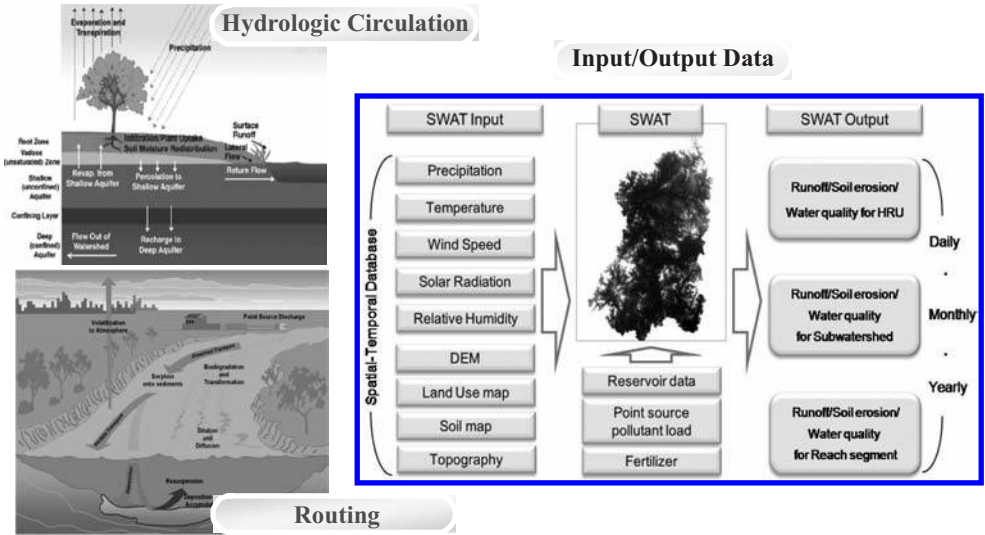 Hydrologic Circulation
Evaporation and
Transpiration
Precipitation
Infiltration/Plant Uptake
Soil Moisture Redistribution
Surface
Runoff
Lateral
Flow
Return Flow
Root Zone
Vadose
(unsaturated) Zone
Shallow
(unconfined)
Aquifer
Confining Layer
Deep
(confined)
Aquifer
Revap. from
Shallow Aquifer
Percolation to
Shallow Aquifer
Flow Out of
Watershed
Recharge to
Deep Aquifer
Volatilization
to Atmosphere
Point Source Discharge
Sorption
onto sediments
Biodegradation
and
Transformation
Dilution
and
Diffusion
Resuspension
Deposition
Routing
Input/Output Data
SWAT Input
SWAT
SWAT Output
Spatial-Temporal Database
Precipitation
Temperature
Wind Speed
Solar Radiation
Relative Humidity
DEM
Land Use map
Soil map
Topography
Reservoir data
Point source
pollutant load
Fertilizer
Runoff/Soil erosion/
Water quality for HRU
Runoff/Soil erosion/
Water quality
for Subwatershed
Runoff/Soil erosion/
Water quality
for Reach segment
Daily
·
Monthly
·
Yearly